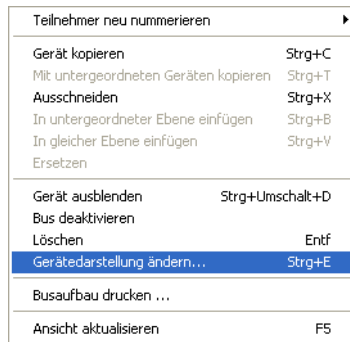 Teilnehmer neu nummerieren
Gerät kopieren Strg+C
Mit untergeordneten Geräten kopieren Strg+T
Ausschneiden Strg+X
In untergeordneter Ebene einfügen Strg+B
In gleicher Ebene einfügen Strg+V
Ersetzen
Gerät ausblenden Strg+Umschalt+D
Bus deaktivieren
Löschen Entf
Gerätedarstellung ändern... Strg+E
Busaufbau drucken ...
Ansicht aktualisieren F5